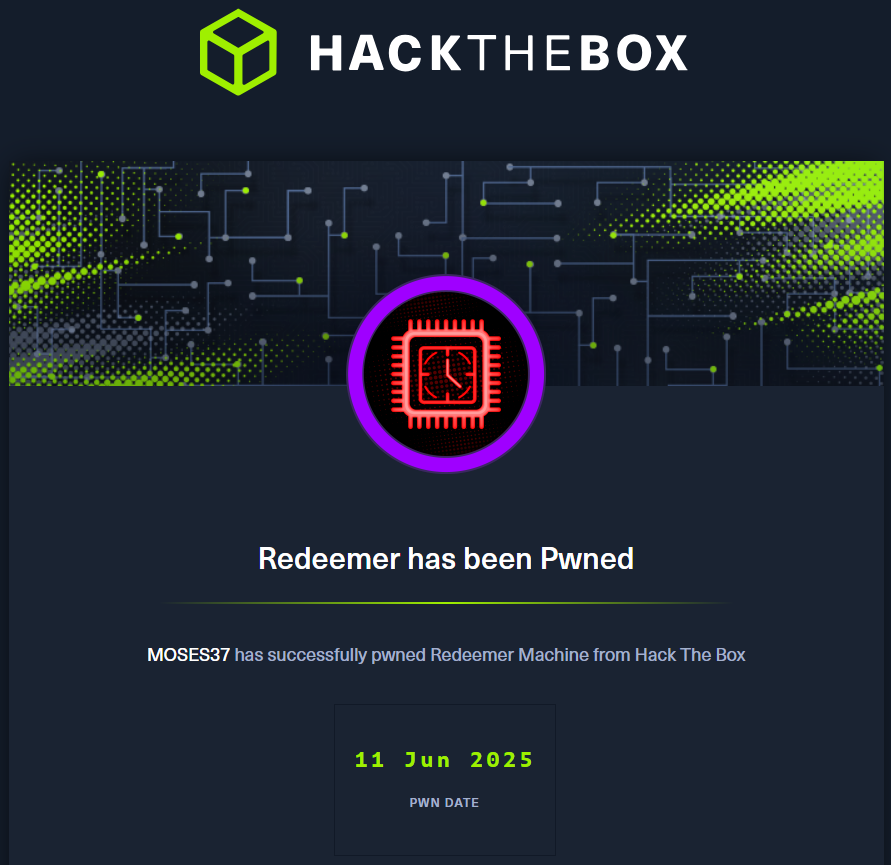 HACKTHEBOX
Redeemer has been Pwned
MOSES37 has successfully pwned Redeemer Machine from Hack The Box
11 Jun 2025
PWN DATE